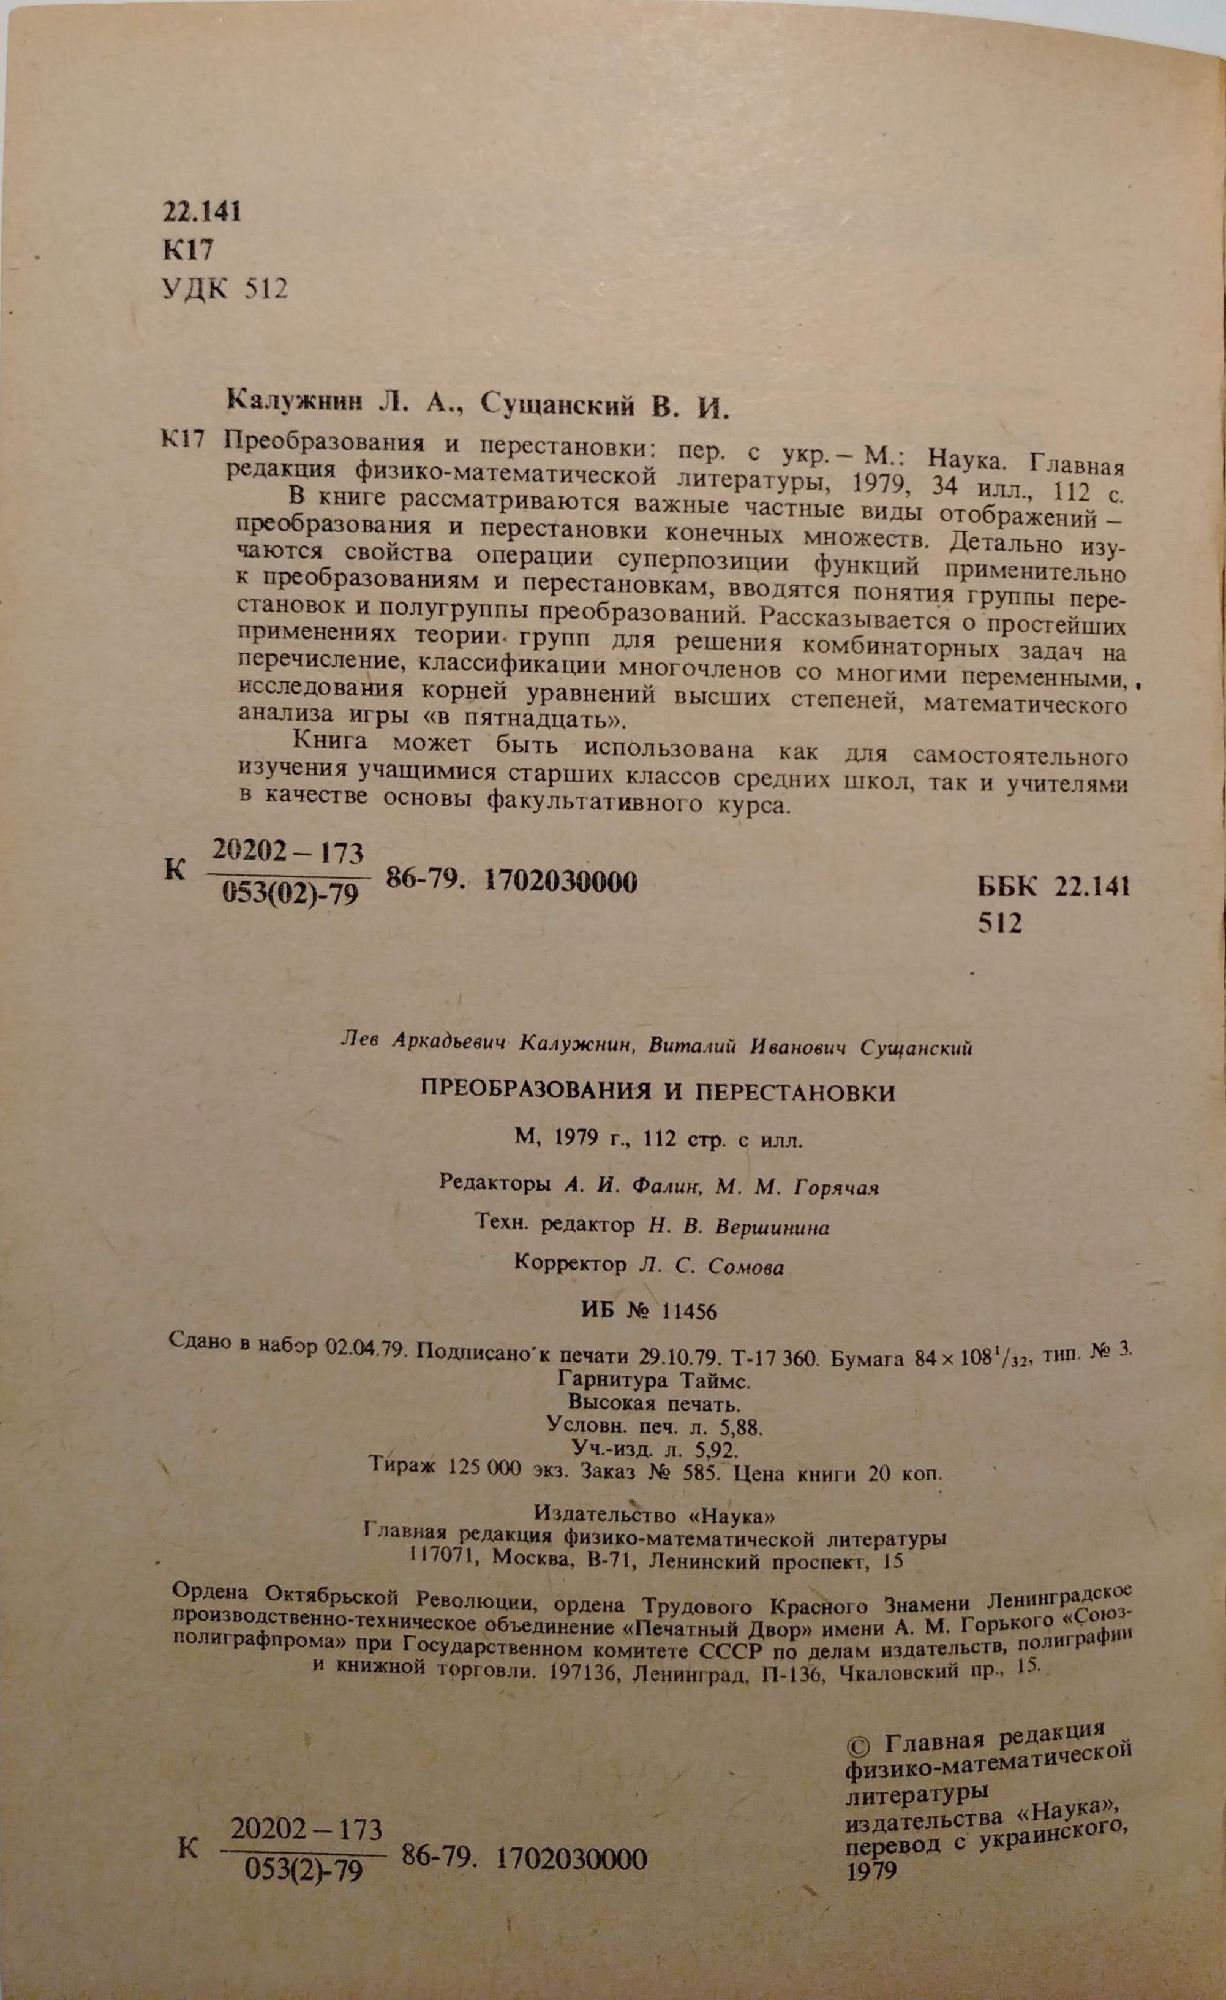 22.141
К17
УДК 512
Калужнин Л. А., Сущанский В. И.
К17 Преобразования и перестановки: пер. с укр. – М.: Наука. Главная
редакция физико-математической литературы, 1979, 34 илл., 112 с.
В книге рассматриваются важные частные виды отображений –
преобразования и перестановки конечных множеств. Детально изу-
чаются свойства операции суперпозиции функций применительно
к преобразованиям и перестановкам, вводятся понятия группы пере-
становок и полугруппы преобразований. Рассказывается о простейших
применениях теории групп для решения комбинаторных задач на
перечисление, классификации многочленов со многими переменными,
исследования корней уравнений высших степеней, математического
анализа игры «в пятнадцать».
Книга может быть использована как для самостоятельного
изучения учащимися старших классов средних школ, так и учителями
в качестве основы факультативного курса.
К 20202 – 173
053(02)-79 86-79. 1702030000
ББК 22.141
512
Лев Аркадьевич Калужнин, Виталий Иванович Сущанский
ПРЕОБРАЗОВАНИЯ И ПЕРЕСТАНОВКИ
М, 1979 г., 112 стр. с илл.
Редакторы А. И. Фалин, М. М. Горячая
Техн. редактор Н. В. Вершинина
Корректор Л. С. Сомова
ИБ № 11456
Сдано в набор 02.04.79. Подписано к печати 29.10.79. Т-17 360. Бумага 84 × 108¹/₃₂, тип. № 3.
Гарнитура Таймс.
Высокая печать.
Условн. печ. л. 5,88.
Уч.-изд. л. 5,92.
Тираж 125 000 экз. Заказ № 585. Цена книги 20 коп.
Издательство «Наука»
Главная редакция физико-математической литературы
117071, Москва, В-71, Ленинский проспект, 15
Ордена Октябрьской Революции, ордена Трудового Красного Знамени Ленинградское
производственно-техническое объединение «Печатный Двор» имени А. М. Горького «Союз-
полиграфпрома» при Государственном комитете СССР по делам издательств, полиграфии
и книжной торговли. 197136, Ленинград, П-136, Чкаловский пр., 15.
К 20202 – 173
053(2)-79 86-79. 1702030000
© Главная редакция
физико-математической
литературы
издательства «Наука»,
перевод с украинского,
1979